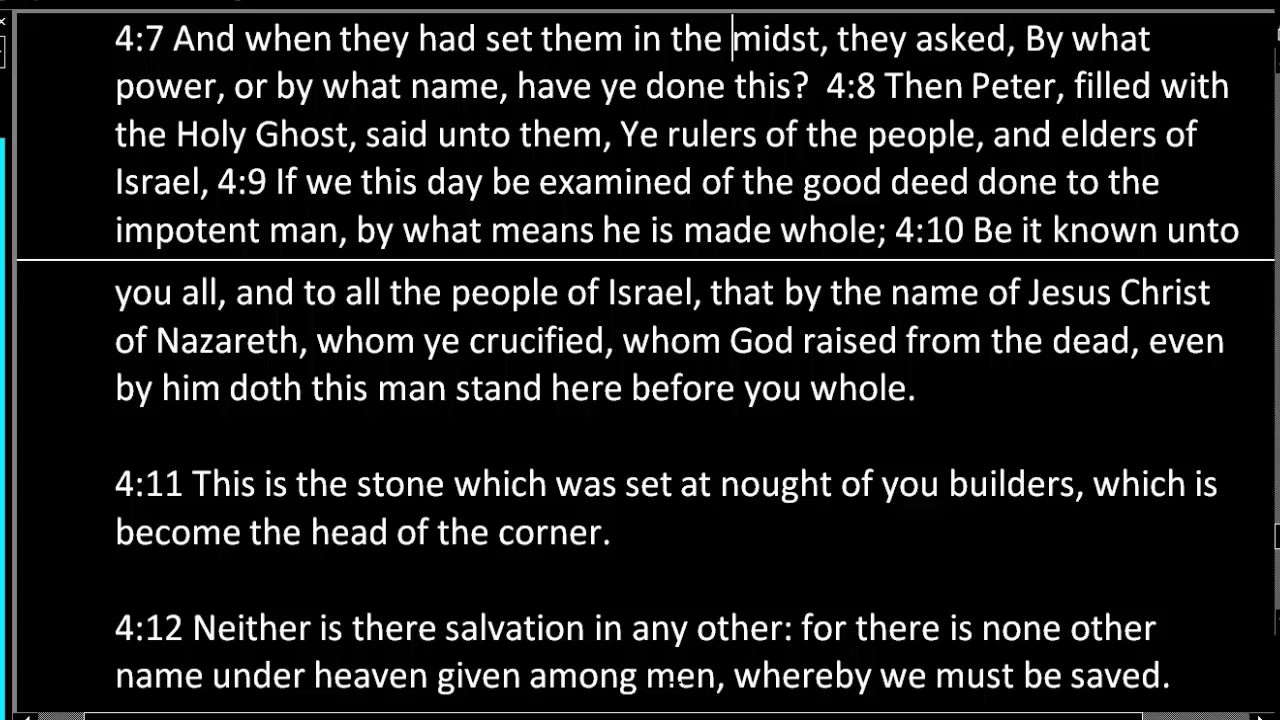 4:7 And when they had set them in the midst, they asked, By what
power, or by what name, have ye done this?  4:8 Then Peter, filled with
the Holy Ghost, said unto them, Ye rulers of the people, and elders of
Israel, 4:9 If we this day be examined of the good deed done to the
impotent man, by what means he is made whole; 4:10 Be it known unto
you all, and to all the people of Israel, that by the name of Jesus Christ
of Nazareth, whom ye crucified, whom God raised from the dead, even
by him doth this man stand here before you whole.
4:11 This is the stone which was set at nought of you builders, which is
become the head of the corner.
4:12 Neither is there salvation in any other: for there is none other
name under heaven given among men, whereby we must be saved.